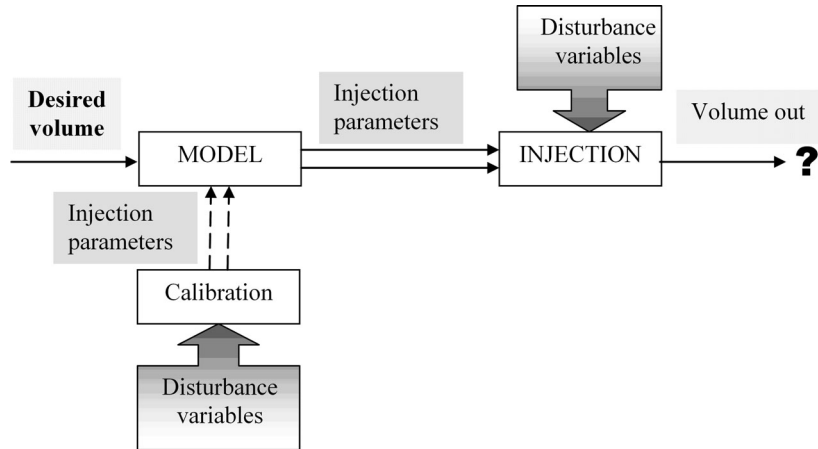 Disturbance
variables
Desired
volume
Injection
parameters
Volume out
MODEL
INJECTION
?
Injection
parameters
Calibration
Disturbance
variables